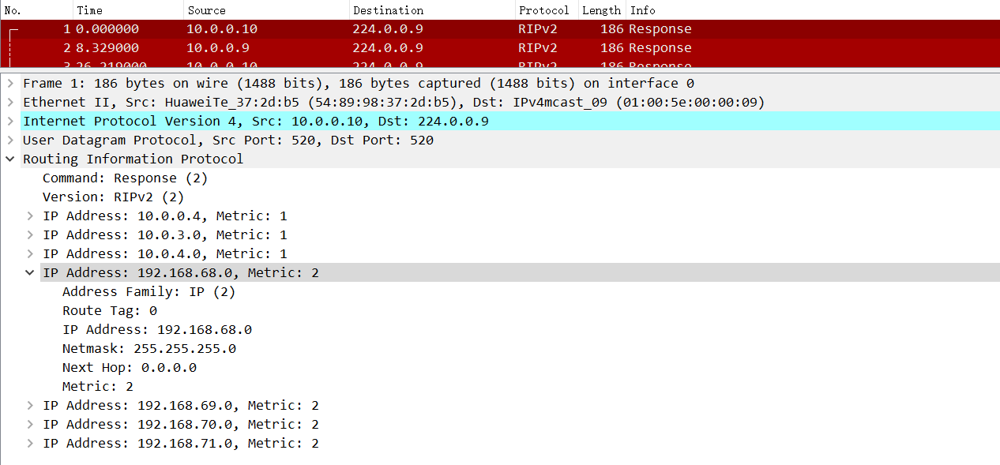 No. Time Source Destination Protocol Length Info
1 0.000000 10.0.0.10 224.0.0.9 RIPv2 186 Response
2 8.329000 10.0.0.9 224.0.0.9 RIPv2 186 Response
3 26.219000 10.0.0.10 224.0.0.9 RIPv2 186 Response
Frame 1: 186 bytes on wire (1488 bits), 186 bytes captured (1488 bits) on interface 0
Ethernet II, Src: HuaweiTe_37:2d:b5 (54:89:98:37:2d:b5), Dst: IPv4mcast_09 (01:00:5e:00:00:09)
Internet Protocol Version 4, Src: 10.0.0.10, Dst: 224.0.0.9
User Datagram Protocol, Src Port: 520, Dst Port: 520
Routing Information Protocol
Command: Response (2)
Version: RIPv2 (2)
IP Address: 10.0.0.4, Metric: 1
IP Address: 10.0.3.0, Metric: 1
IP Address: 10.0.4.0, Metric: 1
IP Address: 192.168.68.0, Metric: 2
Address Family: IP (2)
Route Tag: 0
IP Address: 192.168.68.0
Netmask: 255.255.255.0
Next Hop: 0.0.0.0
Metric: 2
IP Address: 192.168.69.0, Metric: 2
IP Address: 192.168.70.0, Metric: 2
IP Address: 192.168.71.0, Metric: 2